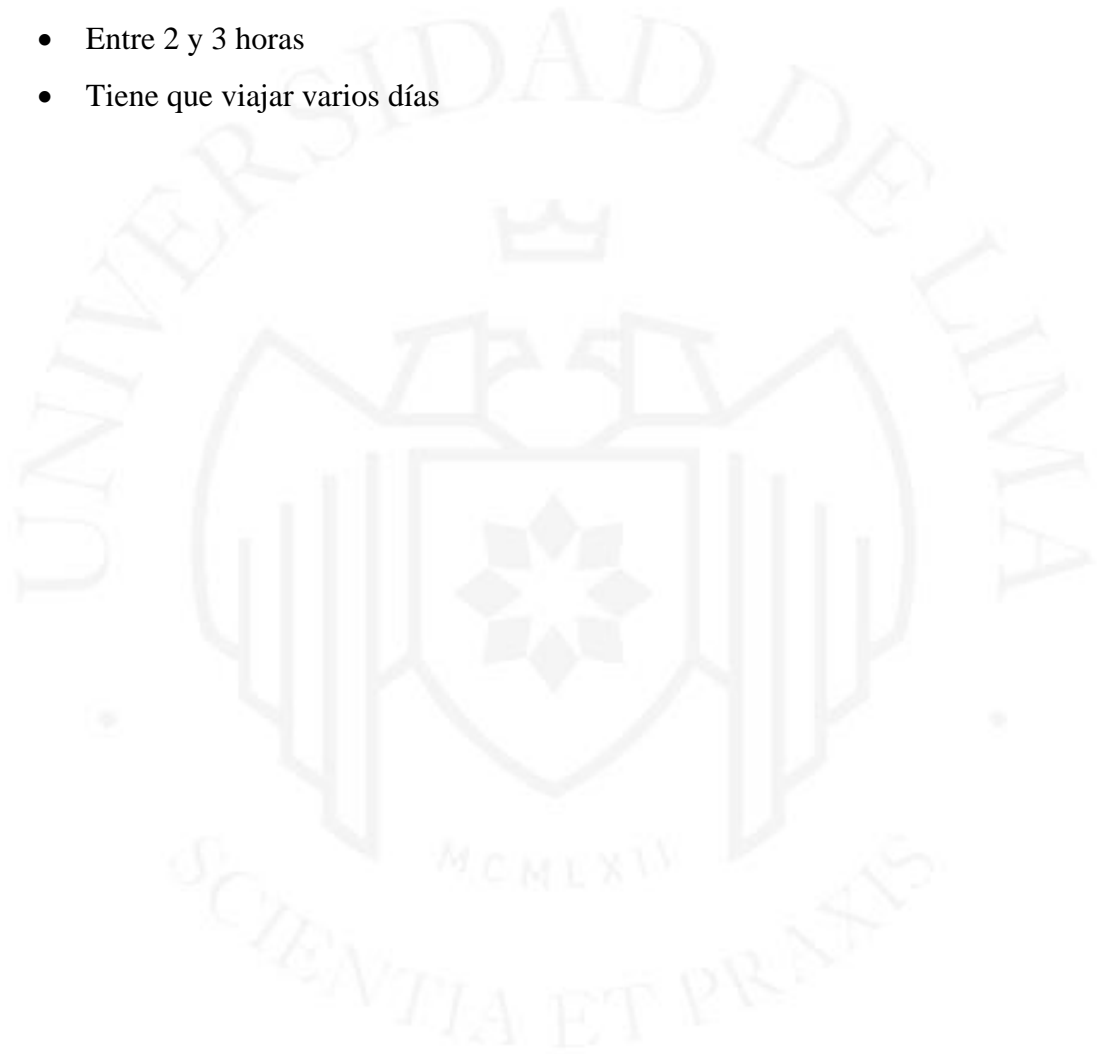 • Entre 2 y 3 horas
• Tiene que viajar varios días
UNIVERSIDAD DE LIMA
MCMLXII
SCIENTIA ET PRAXIS